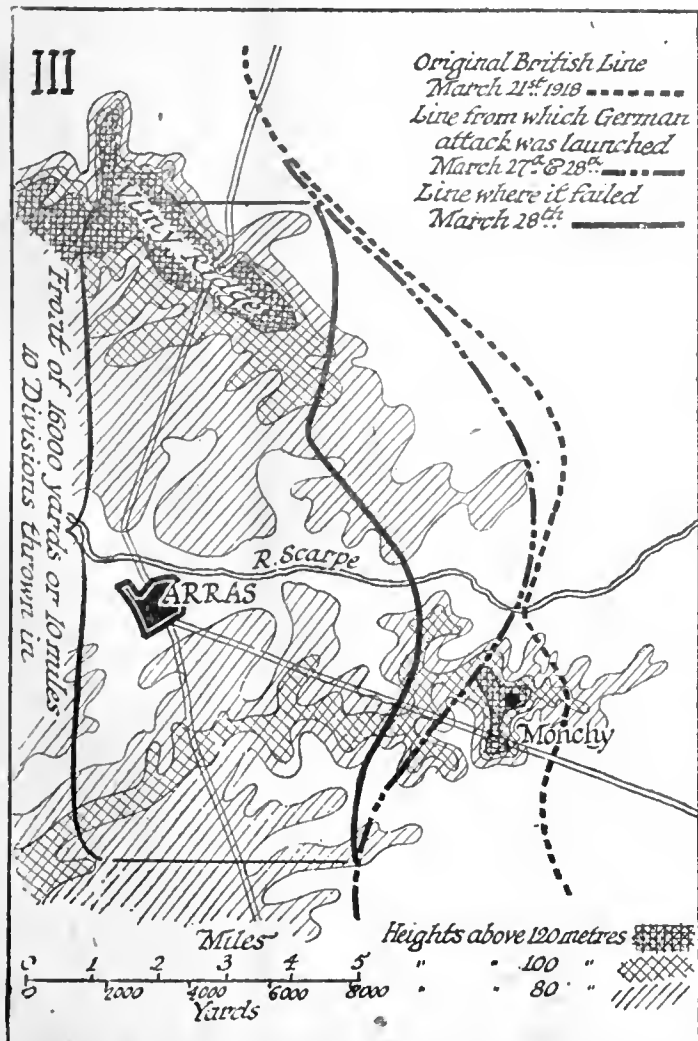 III
Original British Line
March 21st 1918
Line from which German
attack was launched
March 27th & 28th
Line where it failed
March 28th
Vimy Ridge
Front of 16000 yards or 10 miles
10 Divisions thrown in
R. Scarpe
ARRAS
Monchy
Miles
0 1 2 3 4 5
0 2000 4000 6000 8000
Yards
Heights above 120 metres
" " 100 "
" " 80 "